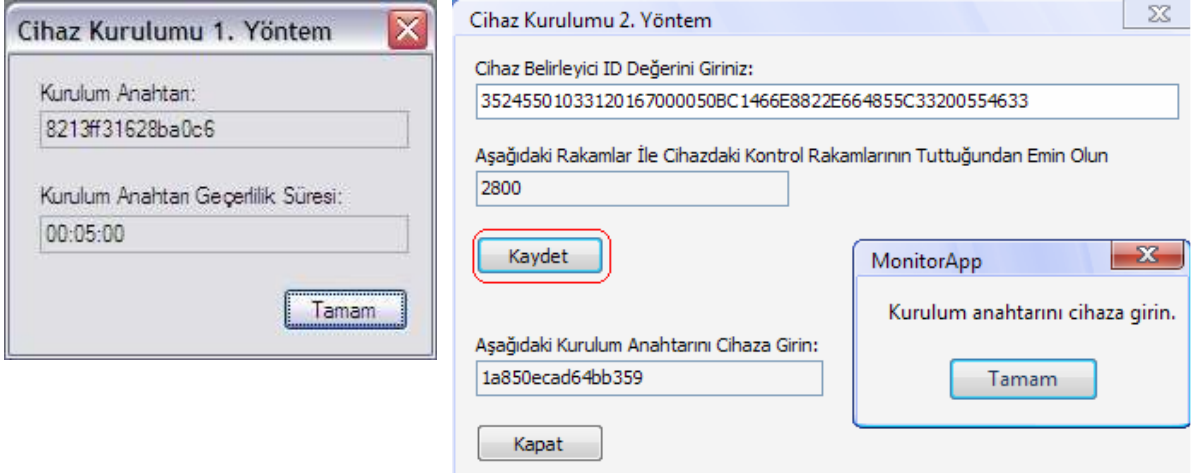 Cihaz Kurulumu 1. Yöntem
Kurulum Anahtarı:
8213ff31628ba0c6
Kurulum Anahtarı Geçerlilik Süresi:
00:05:00
Tamam
Cihaz Kurulumu 2. Yöntem
Cihaz Belirleyici ID Değerini Giriniz:
35245501033120167000050BC1466E8822E664855C33200554633
Aşağıdaki Rakamlar İle Cihazdaki Kontrol Rakamlarının Tuttuğundan Emin Olun
2800
Kaydet
Aşağıdaki Kurulum Anahtarını Cihaza Girin:
1a850ecad64bb359
Kapat
MonitorApp
Kurulum anahtarını cihaza girin.
Tamam